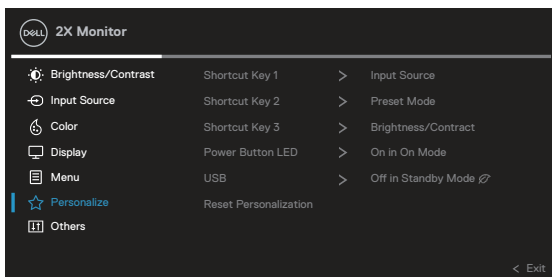 DELL 2X Monitor
Brightness/Contrast Shortcut Key 1 > Input Source
Input Source Shortcut Key 2 > Preset Mode
Color Shortcut Key 3 > Brightness/Contract
Display Power Button LED > On in On Mode
Menu USB > Off in Standby Mode
Personalize Reset Personalization
Others
< Exit